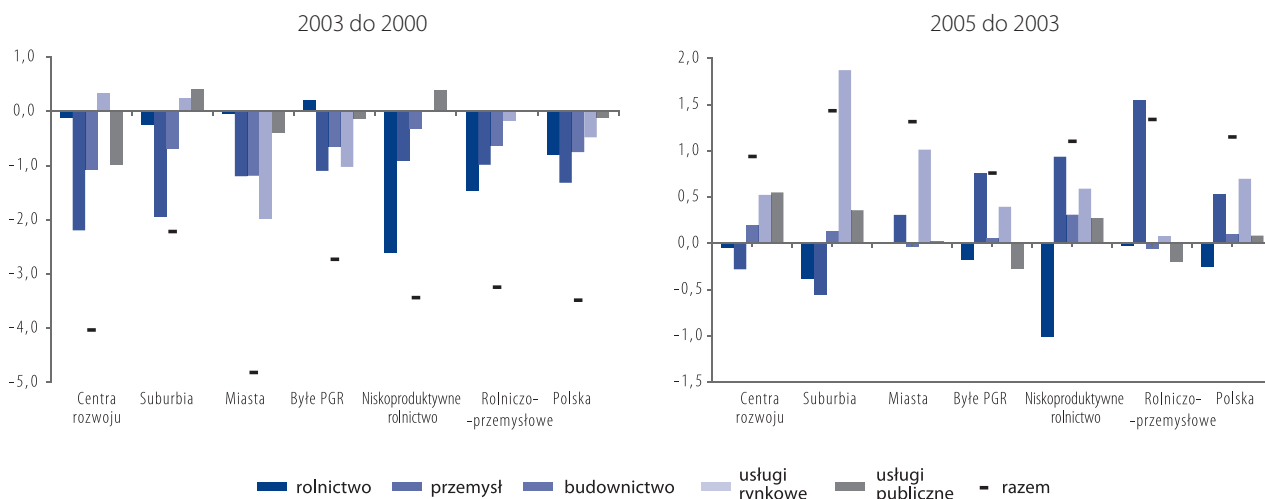 2003 do 2000
1,0
0,0
-1,0
-2,0
-3,0
-4,0
-5,0
Centra
rozwoju
Suburbia
Miasta
Byłe PGR
Niskoproduktywne
rolnictwo
Rolniczo-
-przemysłowe
Polska
2005 do 2003
2,0
1,5
1,0
0,5
0,0
-0,5
-1,0
-1,5
Centra
rozwoju
Suburbia
Miasta
Byłe PGR
Niskoproduktywne
rolnictwo
Rolniczo-
-przemysłowe
Polska
rolnictwo
przemysł
budownictwo
usługi
rynkowe
usługi
publiczne
razem